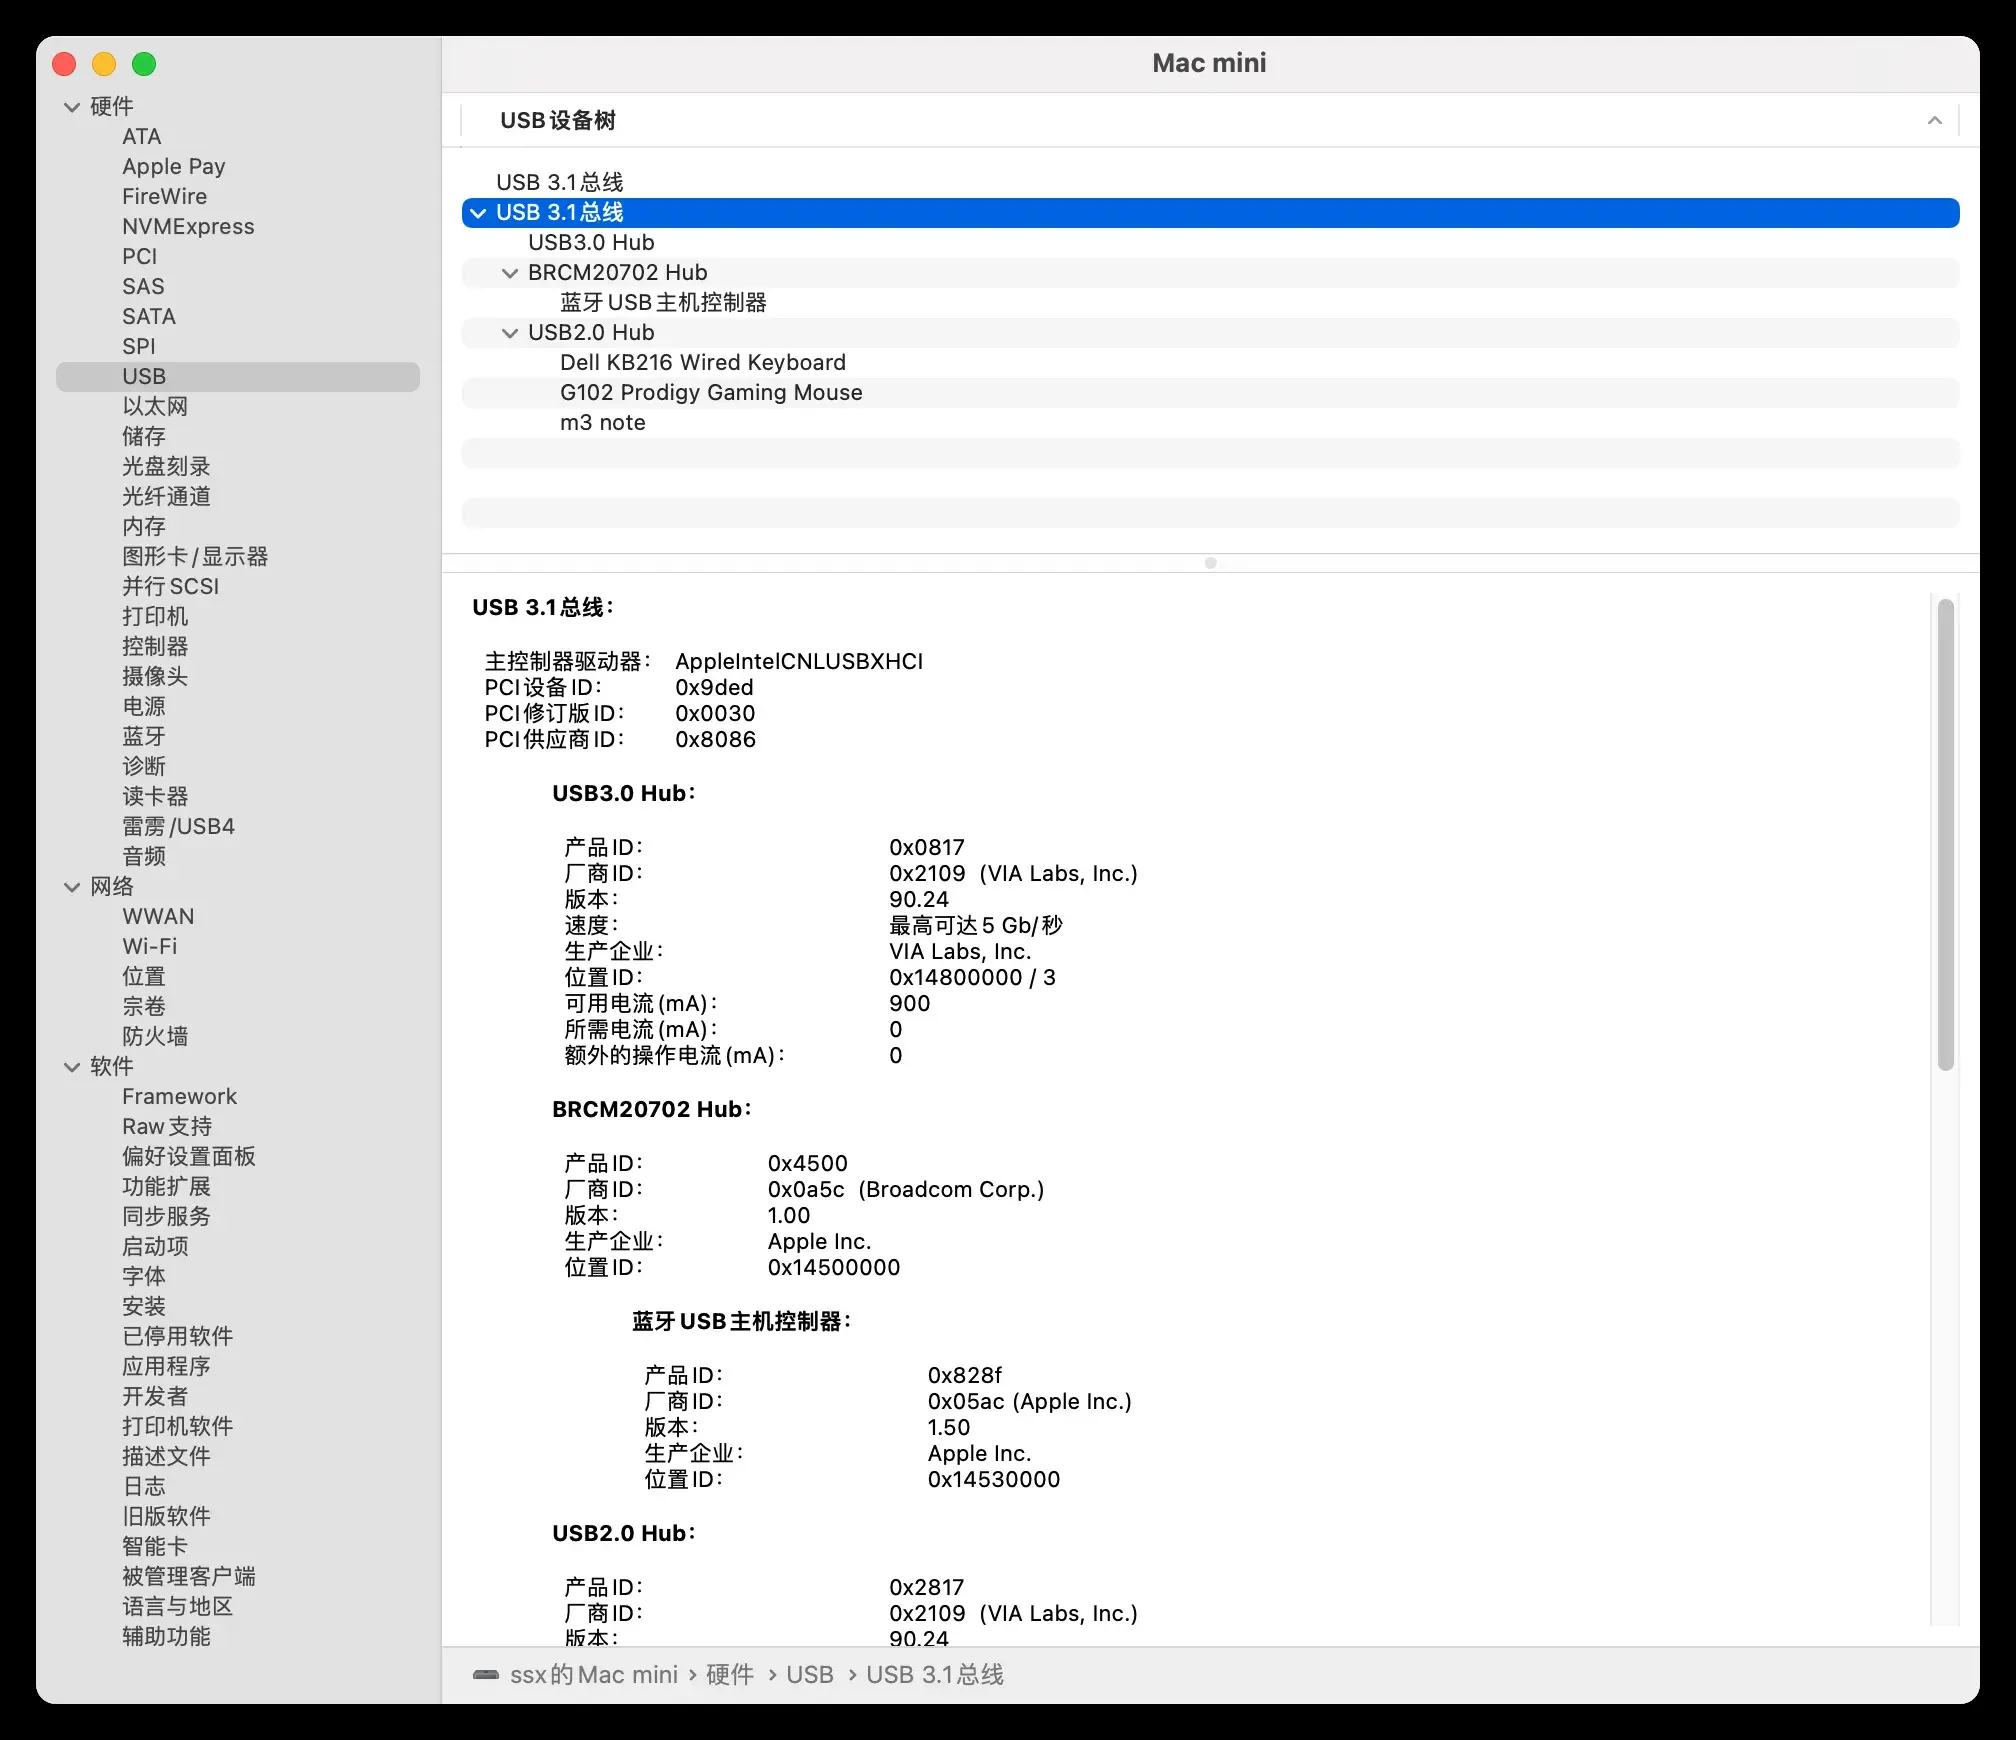 硬件
ATA
Apple Pay
FireWire
NVMExpress
PCI
SAS
SATA
SPI
USB
以太网
储存
光盘刻录
光纤通道
内存
图形卡/显示器
并行SCSI
打印机
控制器
摄像头
电源
蓝牙
诊断
读卡器
雷雳/USB4
音频
网络
WWAN
Wi-Fi
位置
宗卷
防火墙
软件
Framework
Raw支持
偏好设置面板
功能扩展
同步服务
启动项
字体
安装
已停用软件
应用程序
开发者
打印机软件
描述文件
日志
旧版软件
智能卡
被管理客户端
语言与地区
辅助功能
Mac mini
USB设备树
USB 3.1总线
USB 3.1总线
USB3.0 Hub
BRCM20702 Hub
蓝牙USB主机控制器
USB2.0 Hub
Dell KB216 Wired Keyboard
G102 Prodigy Gaming Mouse
m3 note
USB 3.1总线：
主控制器驱动器： AppleIntelCNLUSBXHCI
PCI设备ID： 0x9ded
PCI修订版ID： 0x0030
PCI供应商ID： 0x8086
USB3.0 Hub：
产品ID： 0x0817
厂商ID： 0x2109 (VIA Labs, Inc.)
版本： 90.24
速度： 最高可达5 Gb/秒
生产企业： VIA Labs, Inc.
位置ID： 0x14800000 / 3
可用电流(mA)： 900
所需电流(mA)： 0
额外的操作电流(mA)： 0
BRCM20702 Hub：
产品ID： 0x4500
厂商ID： 0x0a5c (Broadcom Corp.)
版本： 1.00
生产企业： Apple Inc.
位置ID： 0x14500000
蓝牙USB主机控制器：
产品ID： 0x828f
厂商ID： 0x05ac (Apple Inc.)
版本： 1.50
生产企业： Apple Inc.
位置ID： 0x14530000
USB2.0 Hub：
产品ID： 0x2817
厂商ID： 0x2109 (VIA Labs, Inc.)
版本： 90.24
ssx的Mac mini › 硬件 › USB › USB 3.1总线